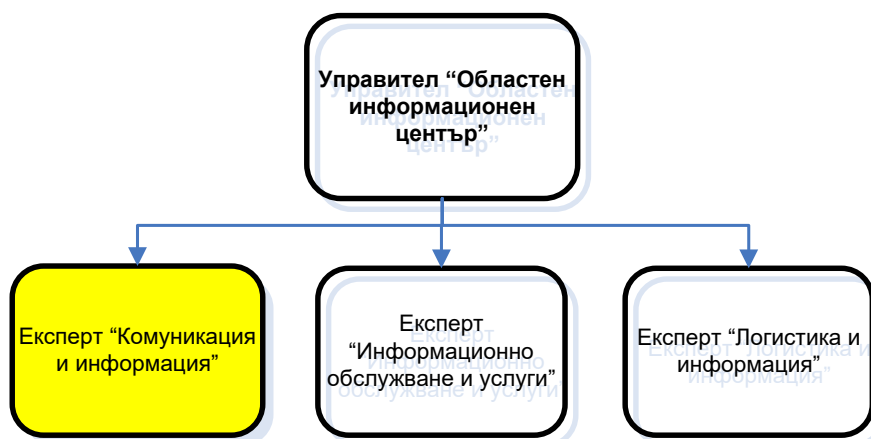 Управител “Областен
информационен
център”
Експерт “Комуникация
и информация”
Експерт
“Информационно
обслужване и услуги”
Експерт “Логистика и
информация”